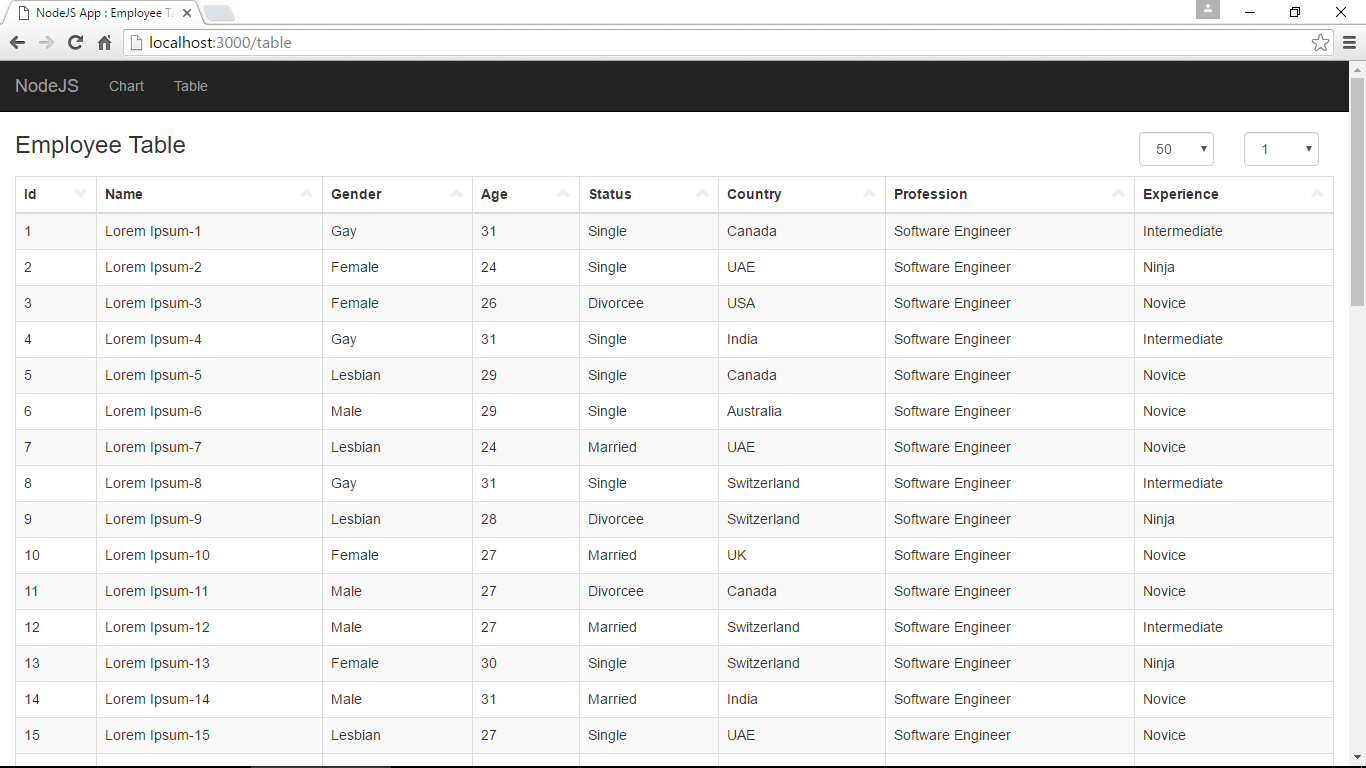 NodeJS App : Employee Ta
localhost:3000/table
NodeJS Chart Table
Employee Table 50 1
Id Name Gender Age Status Country Profession Experience
1 Lorem Ipsum-1 Gay 31 Single Canada Software Engineer Intermediate
2 Lorem Ipsum-2 Female 24 Single UAE Software Engineer Ninja
3 Lorem Ipsum-3 Female 26 Divorcee USA Software Engineer Novice
4 Lorem Ipsum-4 Gay 31 Single India Software Engineer Intermediate
5 Lorem Ipsum-5 Lesbian 29 Single Canada Software Engineer Novice
6 Lorem Ipsum-6 Male 29 Single Australia Software Engineer Novice
7 Lorem Ipsum-7 Lesbian 24 Married UAE Software Engineer Novice
8 Lorem Ipsum-8 Gay 31 Single Switzerland Software Engineer Intermediate
9 Lorem Ipsum-9 Lesbian 28 Divorcee Switzerland Software Engineer Ninja
10 Lorem Ipsum-10 Female 27 Married UK Software Engineer Novice
11 Lorem Ipsum-11 Male 27 Divorcee Canada Software Engineer Novice
12 Lorem Ipsum-12 Male 27 Married Switzerland Software Engineer Intermediate
13 Lorem Ipsum-13 Female 30 Single Switzerland Software Engineer Ninja
14 Lorem Ipsum-14 Male 31 Married India Software Engineer Novice
15 Lorem Ipsum-15 Lesbian 27 Single UAE Software Engineer Novice